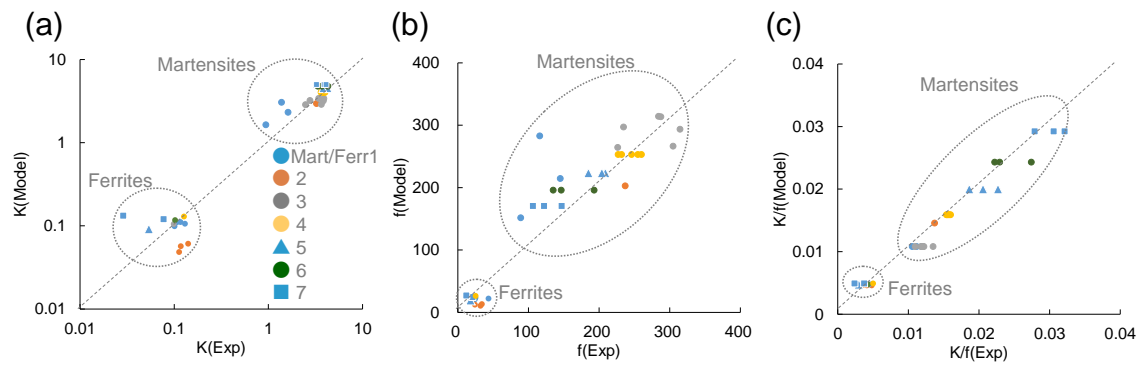 (a)
10
1
0.1
0.01
K(Model)
Martensites
Ferrites
Mart/Ferr1
2
3
4
5
6
7
0.01
0.1
1
10
K(Exp)
(b)
400
300
200
100
0
f(Model)
Martensites
Ferrites
0
100
200
300
400
f(Exp)
(c)
0.04
0.03
0.02
0.01
0
K/f(Model)
Martensites
Ferrites
0
0.01
0.02
0.03
0.04
K/f(Exp)